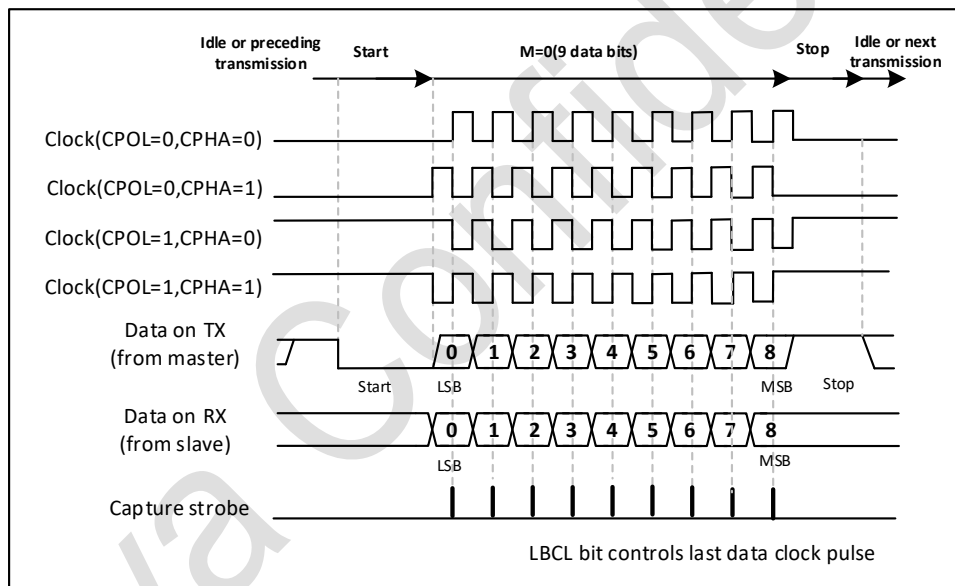 Idle or preceding transmission
Start
M=0(9 data bits)
Stop
Idle or next transmission
Clock(CPOL=0,CPHA=0)
Clock(CPOL=0,CPHA=1)
Clock(CPOL=1,CPHA=0)
Clock(CPOL=1,CPHA=1)
Data on TX
(from master)
0 1 2 3 4 5 6 7 8
Start
LSB
MSB
Stop
Data on RX
(from slave)
0 1 2 3 4 5 6 7 8
LSB
MSB
Capture strobe
LBCL bit controls last data clock pulse